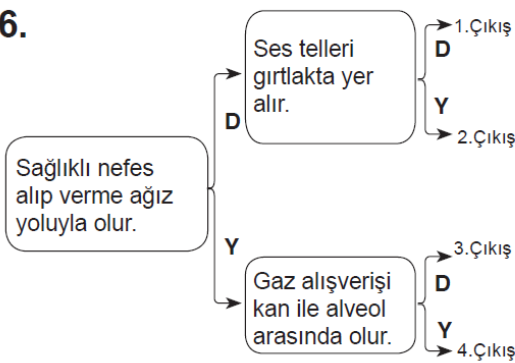 6.
Sağlıklı nefes
alıp verme ağız
yoluyla olur.
D
Y
Ses telleri
gırtlakta yer
alır.
1.Çıkış
D
Y
2.Çıkış
Gaz alışverişi
kan ile alveol
arasında olur.
3.Çıkış
D
Y
4.Çıkış